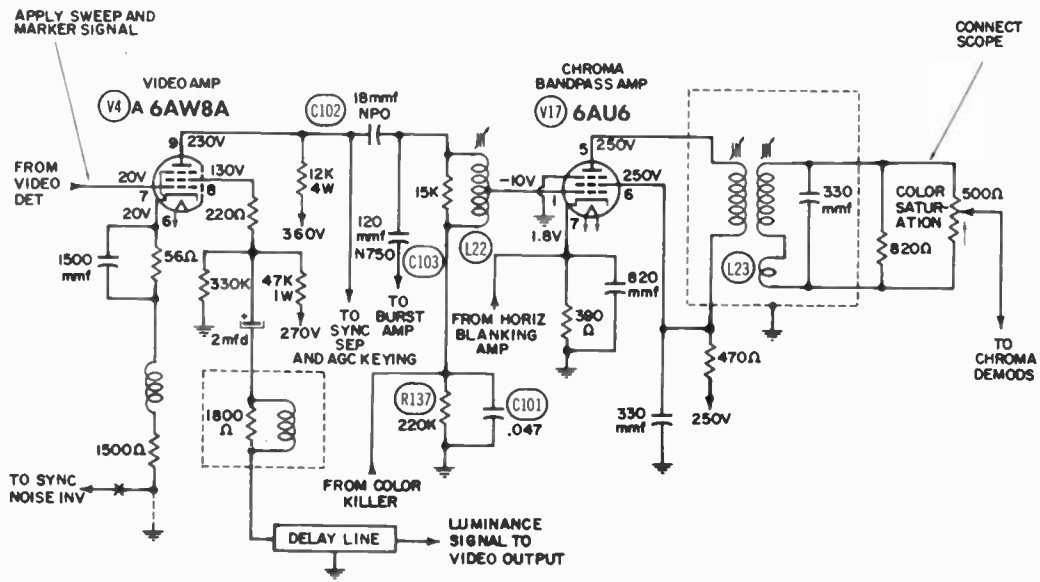 APPLY SWEEP AND
MARKER SIGNAL
CONNECT
SCOPE
VIDEO AMP
V4 A 6AW8A
C102
18mmf
NPO
CHROMA
BANDPASS AMP
V17 6AU6
9
230V
5
250V
FROM
VIDEO
DET
20V
7
130V
8
20V
6
220Ω
12K
4W
360V
15K
-10V
1
250V
6
7
1.8V
330
mmf
COLOR
SATUR-
ATION
500Ω
820Ω
1500
mmf
56Ω
330K
47K
1W
270V
+
2mfd
120
mmf
N750
C103
L22
L23
TO
SYNC
SEP
AND AGC KEYING
TO
BURST
AMP
FROM HORIZ
BLANKING
AMP
820
mmf
390
Ω
470Ω
250V
TO
CHROMA
DEMODS
1800
Ω
R137
220K
C101
.047
330
mmf
1500Ω
TO SYNC
NOISE INV
FROM COLOR
KILLER
DELAY LINE
LUMINANCE
SIGNAL TO
VIDEO OUTPUT